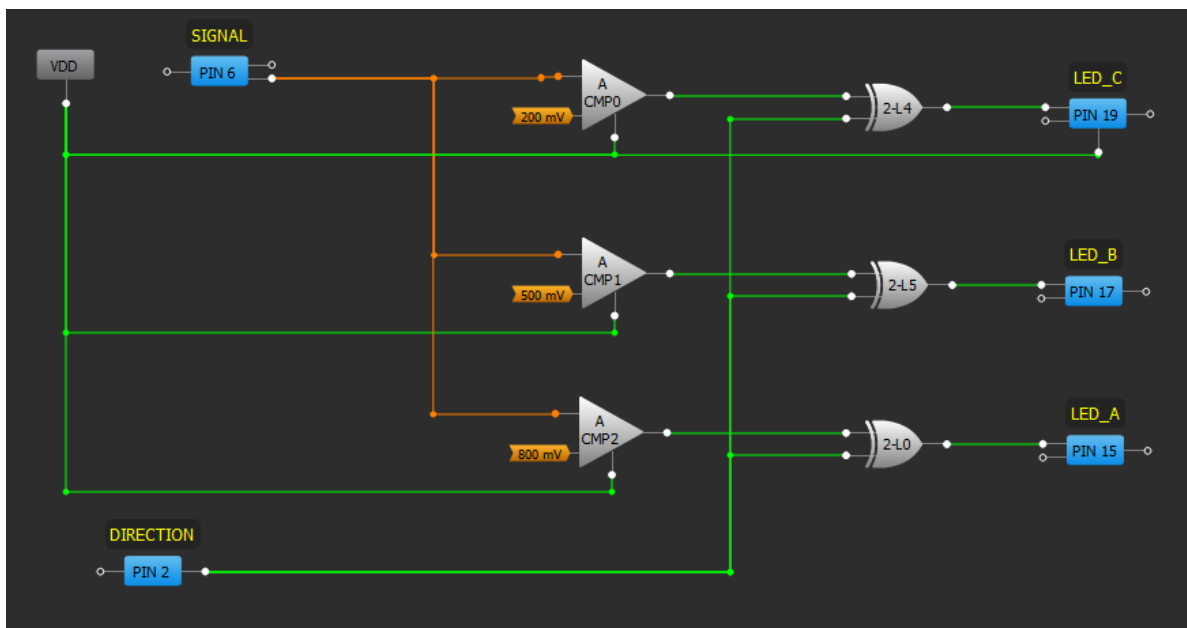 SIGNAL
VDD
PIN 6
A
CMP0
200 mV
2-L4
LED_C
PIN 19
A
CMP1
500 mV
2-L5
LED_B
PIN 17
A
CMP2
800 mV
2-L0
LED_A
PIN 15
DIRECTION
PIN 2